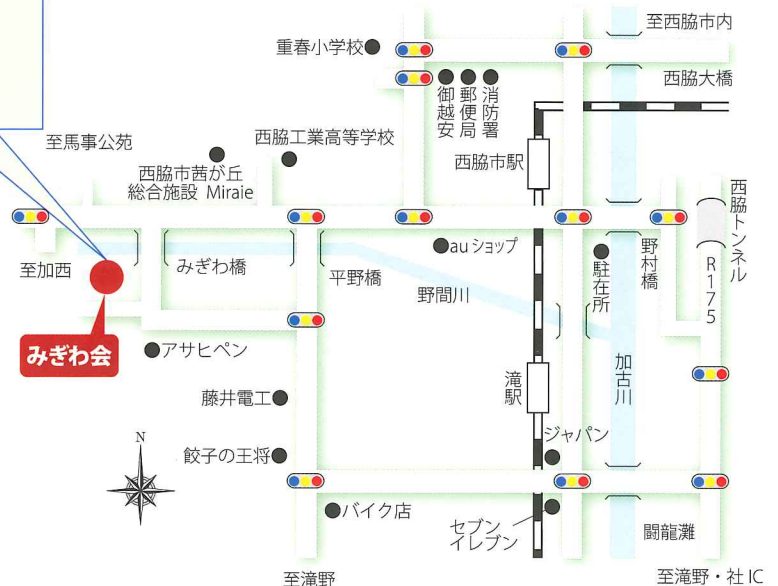 至西脇市内
重春小学校
西脇大橋
御越安
郵便局
消防署
至馬事公苑
西脇工業高等学校
西脇市駅
西脇市茜が丘
総合施設 Miraie
西脇トンネル
auショップ
至加西
みぎわ橋
平野橋
駐在所
野村橋
R175
野間川
みぎわ会
アサヒペン
滝駅
加古川
藤井電工
ジャパン
N
餃子の王将
バイク店
セブン
イレブン
闘龍灘
至滝野
至滝野・社IC